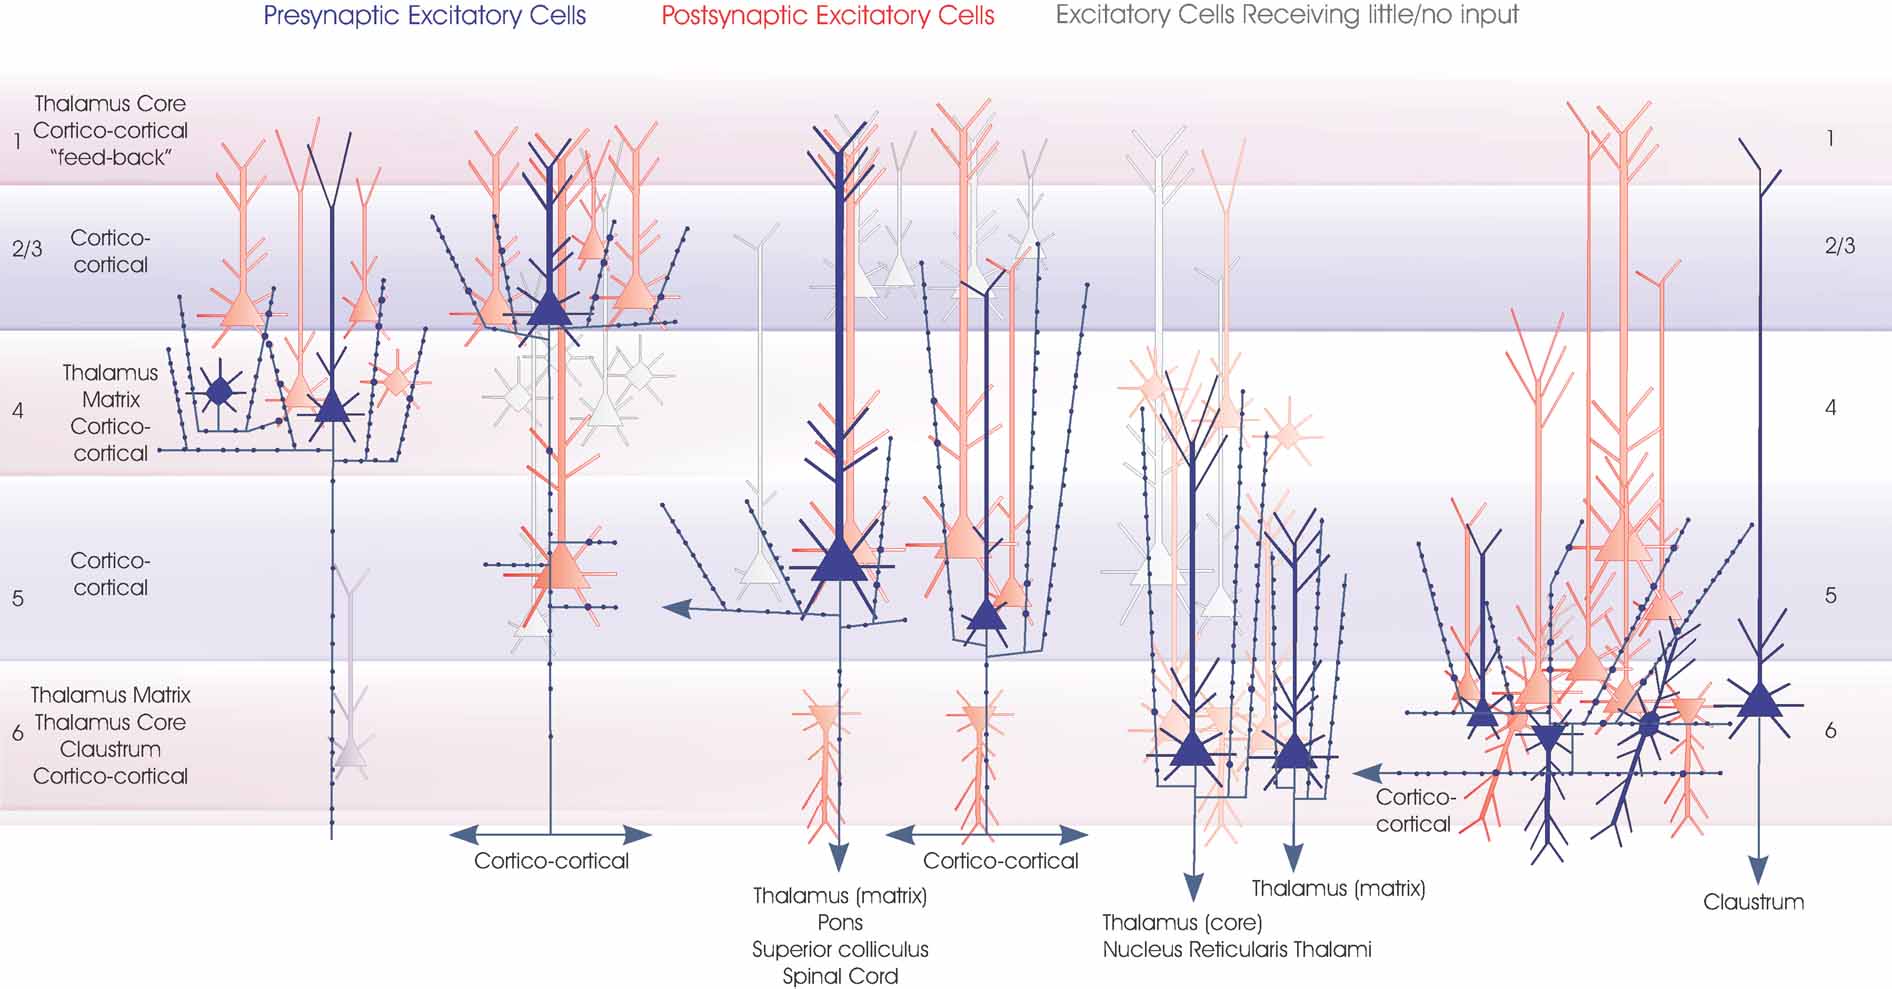 Presynaptic Excitatory Cells
Postsynaptic Excitatory Cells
Excitatory Cells Receiving little/no input
Thalamus Core
1
Cortico-cortical
"feed-back"
1
2/3
Cortico-
cortical
2/3
Thalamus
Matrix
4
Cortico-
cortical
4
Cortico-
cortical
5
5
Thalamus Matrix
Thalamus Core
6
Claustrum
Cortico-cortical
6
Cortico-cortical
Cortico-cortical
Cortico-
cortical
Thalamus (matrix)
Pons
Superior colliculus
Spinal Cord
Thalamus (core)
Nucleus Reticularis Thalami
Thalamus (matrix)
Claustrum